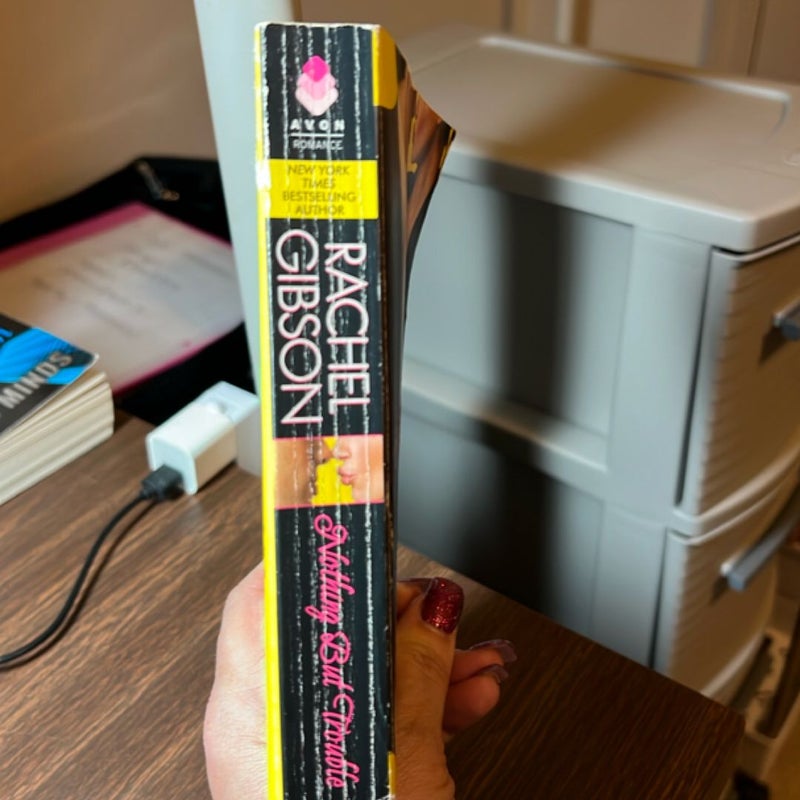 AVON
ROMANCE
NEW YORK
TIMES
BESTSELLING
AUTHOR
RACHEL
GIBSON
Nothing But Trouble
MINDS